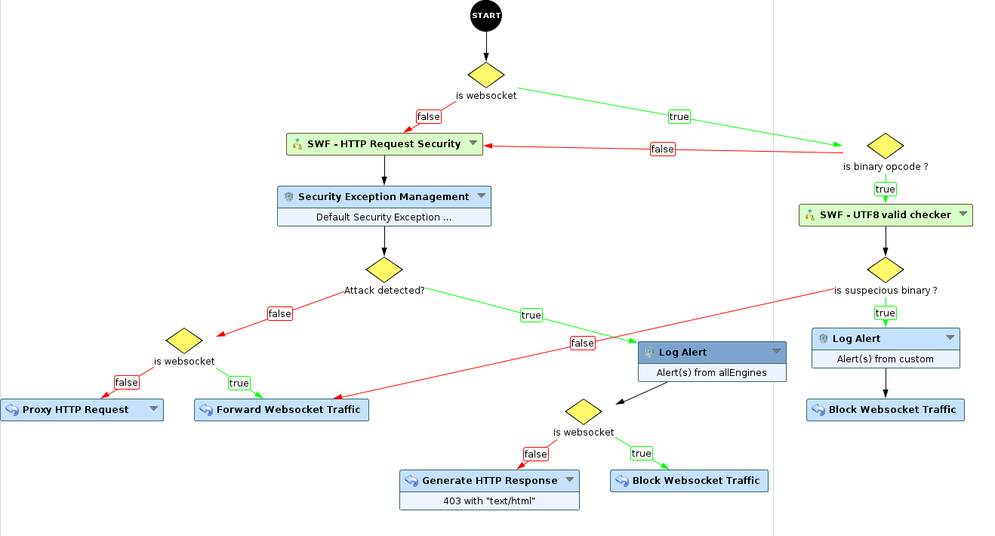 START
is websocket
false
true
SWF - HTTP Request Security
false
is binary opcode ?
true
Security Exception Management
Default Security Exception ...
SWF - UTF8 valid checker
Attack detected?
is suspecious binary ?
false
true
true
false
is websocket
Log Alert
Alert(s) from allEngines
Log Alert
Alert(s) from custom
false
true
Proxy HTTP Request
Forward Websocket Traffic
Block Websocket Traffic
is websocket
false
true
Generate HTTP Response
403 with "text/html"
Block Websocket Traffic